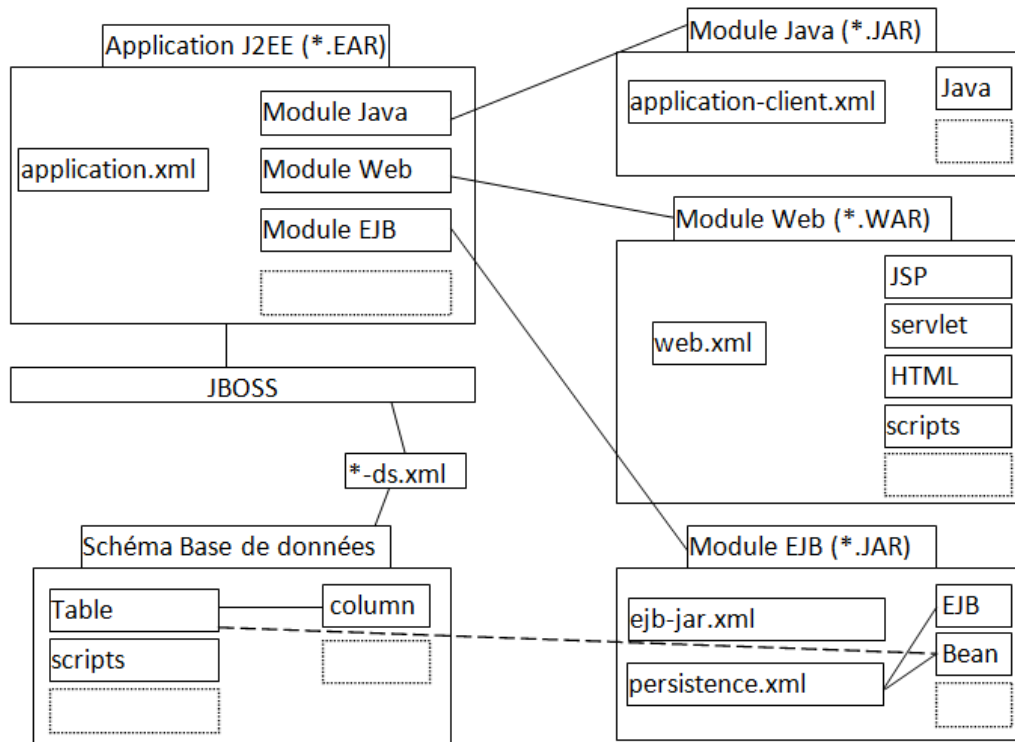 Application J2EE (*.EAR)
application.xml
Module Java
Module Web
Module EJB
Module Java (*.JAR)
application-client.xml
Java
Module Web (*.WAR)
web.xml
JSP
servlet
HTML
scripts
JBOSS
*-ds.xml
Schéma Base de données
Table
column
scripts
Module EJB (*.JAR)
ejb-jar.xml
EJB
Bean
persistence.xml